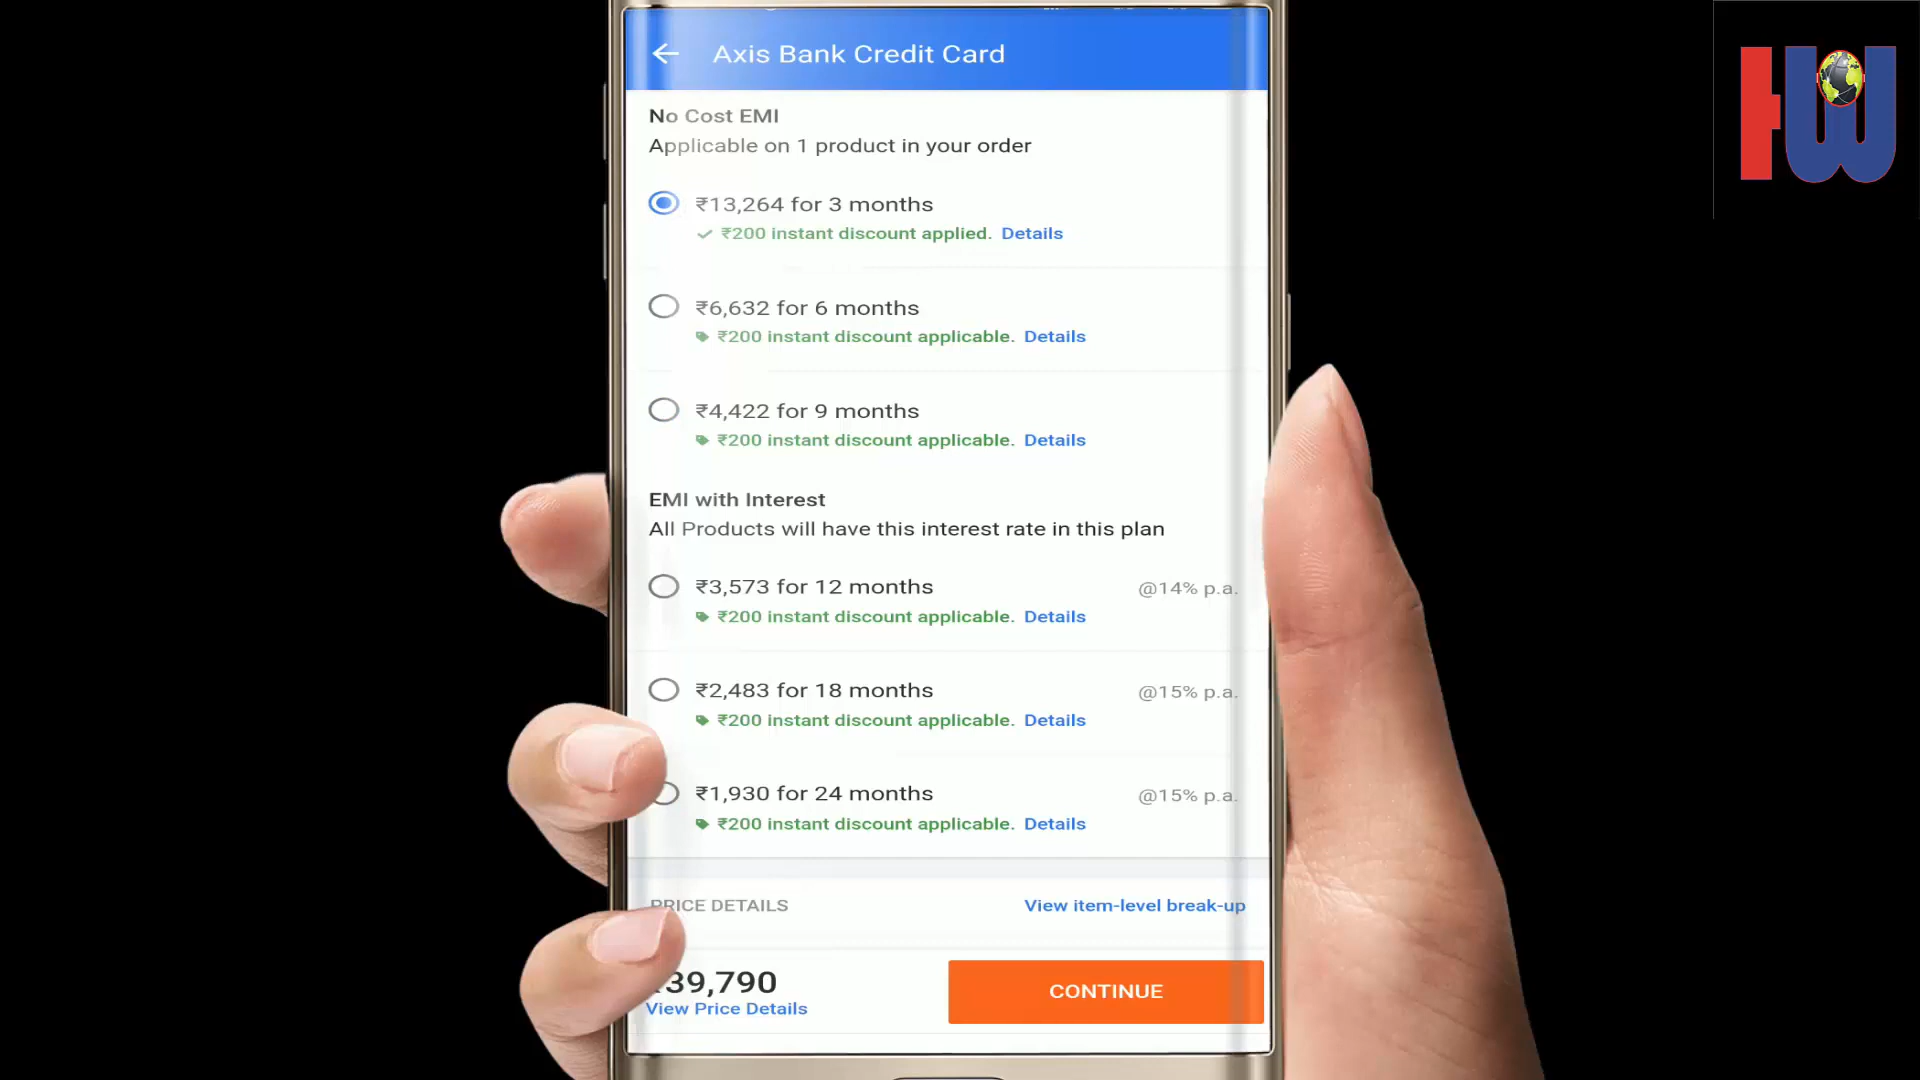 Axis Bank Credit Card
No Cost EMI
Applicable on 1 product in your order
₹13,264 for 3 months
₹200 instant discount applied. Details
₹6,632 for 6 months
₹200 instant discount applicable. Details
₹4,422 for 9 months
₹200 instant discount applicable. Details
EMI with Interest
All Products will have this interest rate in this plan
₹3,573 for 12 months @14% p.a.
₹200 instant discount applicable. Details
₹2,483 for 18 months @15% p.a.
₹200 instant discount applicable. Details
₹1,930 for 24 months @15% p.a.
₹200 instant discount applicable. Details
PRICE DETAILS View item-level break-up
₹39,790
View Price Details
CONTINUE